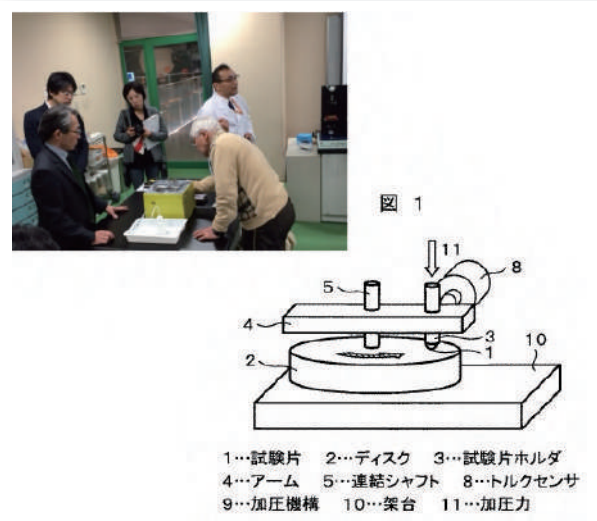 図 1
11
8
5
4
3
1
10
2
1…試験片 2…ディスク 3…試験片ホルダ
4…アーム 5…連結シャフト 8…トルクセンサ
9…加圧機構 10…架台 11…加圧力